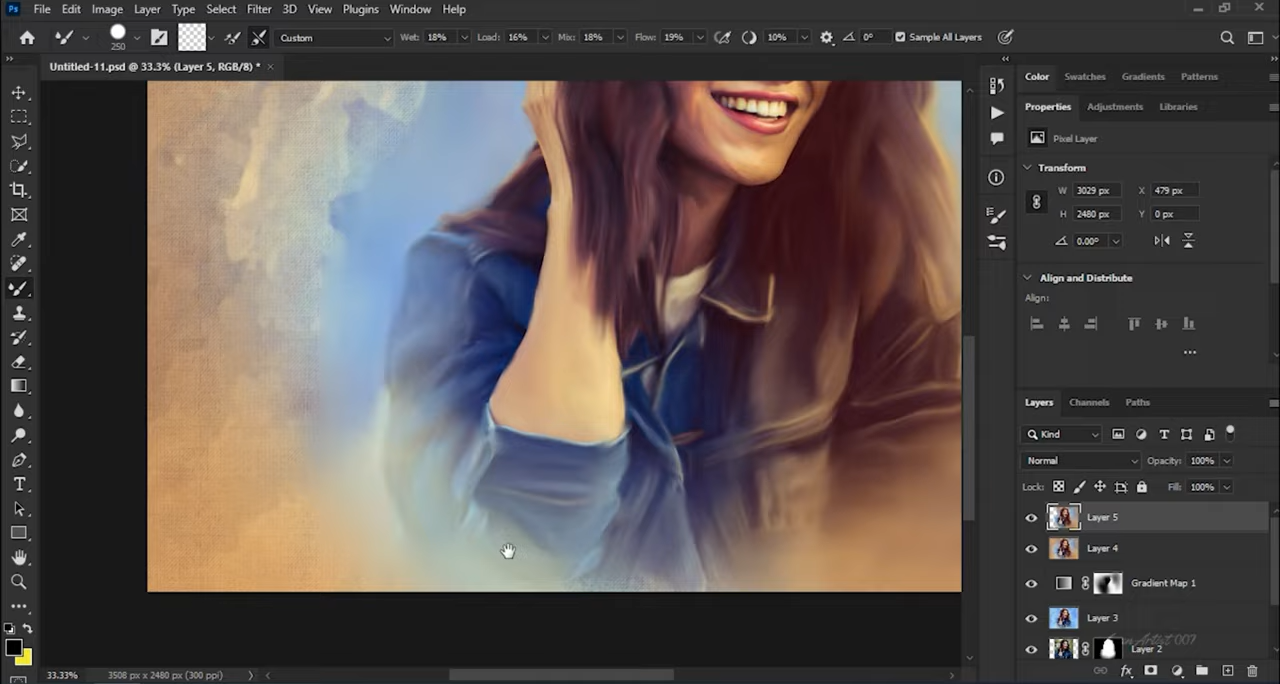 Ps File Edit Image Layer Type Select Filter 3D View Plugins Window Help
250 Custom Wet: 18% Load: 16% Mix: 18% Flow: 19% 10% 0° Sample All Layers
Untitled-11.psd @ 33.3% (Layer 5, RGB/8) * ×
Color Swatches Gradients Patterns
Properties Adjustments Libraries
Pixel Layer
Transform
W 3029 px X 479 px
H 2480 px Y 0 px
0.00°
Align and Distribute
Align:
Layers Channels Paths
Kind
Normal Opacity: 100%
Lock: Fill: 100%
Layer 5
Layer 4
Gradient Map 1
Layer 3
Artist 007
Layer 2
fx
33.33% 3508 px x 2480 px (300 ppi)